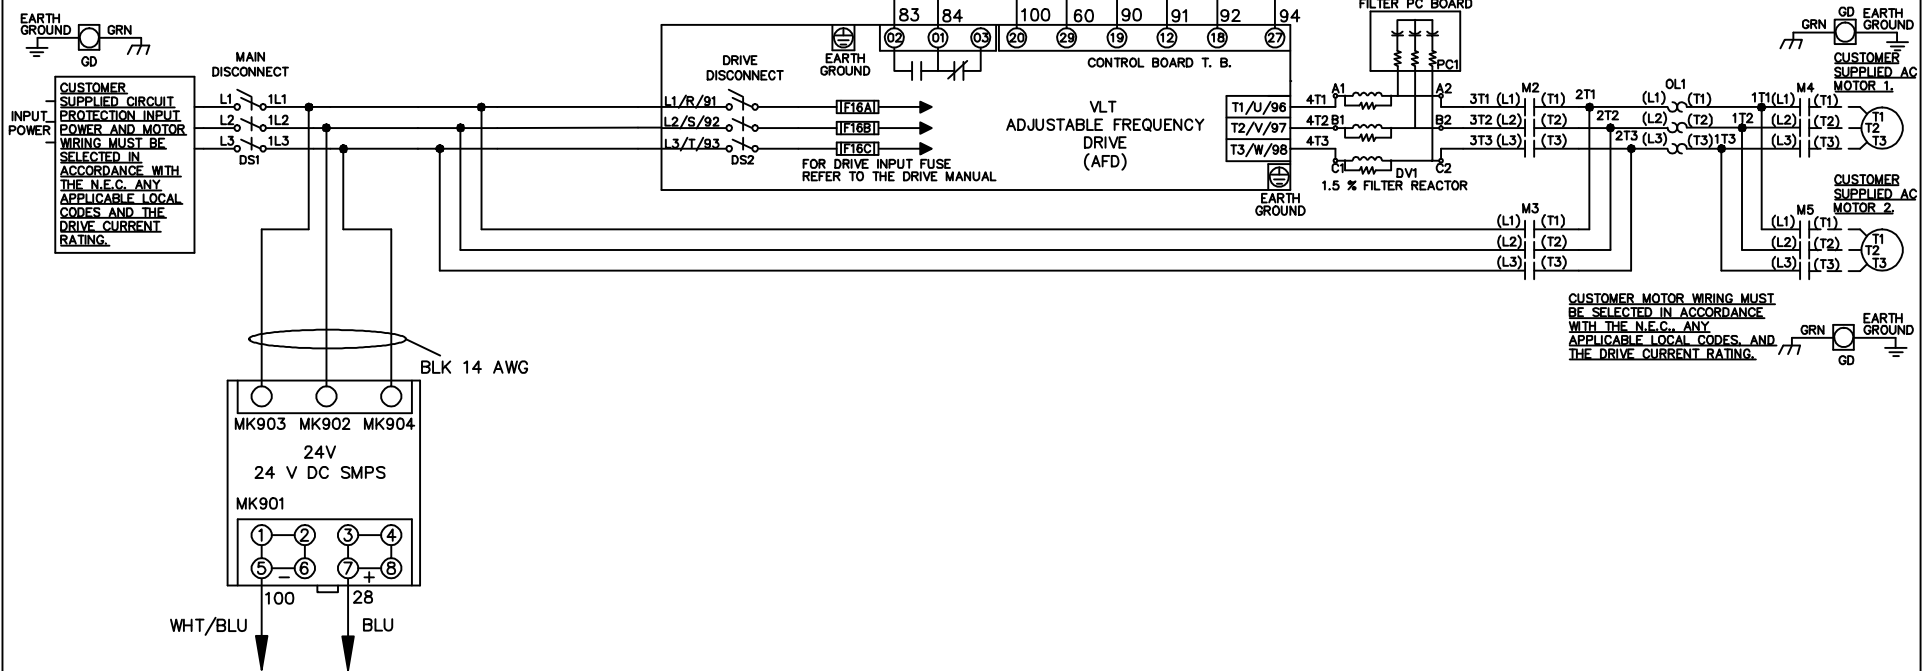 83 84 100 60 90 91 92 94
FILTER PC BOARD
EARTH
GROUND
GRN
GD
02 01 03 20 29 19 12 18 27
EARTH
GROUND
CONTROL BOARD T. B.
PC1
GRN
GD
EARTH
GROUND
INPUT
POWER
CUSTOMER
SUPPLIED CIRCUIT
PROTECTION INPUT
POWER AND MOTOR
WIRING MUST BE
SELECTED IN
ACCORDANCE WITH
THE N.E.C. ANY
APPLICABLE LOCAL
CODES AND THE
DRIVE CURRENT
RATING.
MAIN
DISCONNECT
L1 1L1
L2 1L2
L3 1L3
DS1
DRIVE
DISCONNECT
L1/R/91
L2/S/92
L3/T/93
DS2
IF16A
IF16B
IF16C
FOR DRIVE INPUT FUSE
REFER TO THE DRIVE MANUAL
VLT
ADJUSTABLE FREQUENCY
DRIVE
(AFD)
T1/U/96
T2/V/97
T3/W/98
EARTH
GROUND
4T1 A1 A2
4T2 B1 B2
4T3 C1 C2
DV1
1.5 % FILTER REACTOR
M2
3T1 (L1) (T1) 2T1
3T2 (L2) (T2) 2T2
3T3 (L3) (T3) 2T3
OL1
(L1) (T1) 1T1
(L2) (T2) 1T2
(L3) (T3) 1T3
M4
(L1) (T1)
(L2) (T2)
(L3) (T3)
CUSTOMER
SUPPLIED AC
MOTOR 1.
T1
T2
T3
M3
(L1) (T1)
(L2) (T2)
(L3) (T3)
M5
(L1) (T1)
(L2) (T2)
(L3) (T3)
CUSTOMER
SUPPLIED AC
MOTOR 2.
T1
T2
T3
CUSTOMER MOTOR WIRING MUST
BE SELECTED IN ACCORDANCE
WITH THE N.E.C., ANY
APPLICABLE LOCAL CODES, AND
THE DRIVE CURRENT RATING.
GRN
GD
EARTH
GROUND
BLK 14 AWG
MK903 MK902 MK904
24V
24 V DC SMPS
MK901
1 2 3 4
5 - 6 7 + 8
100 28
WHT/BLU BLU